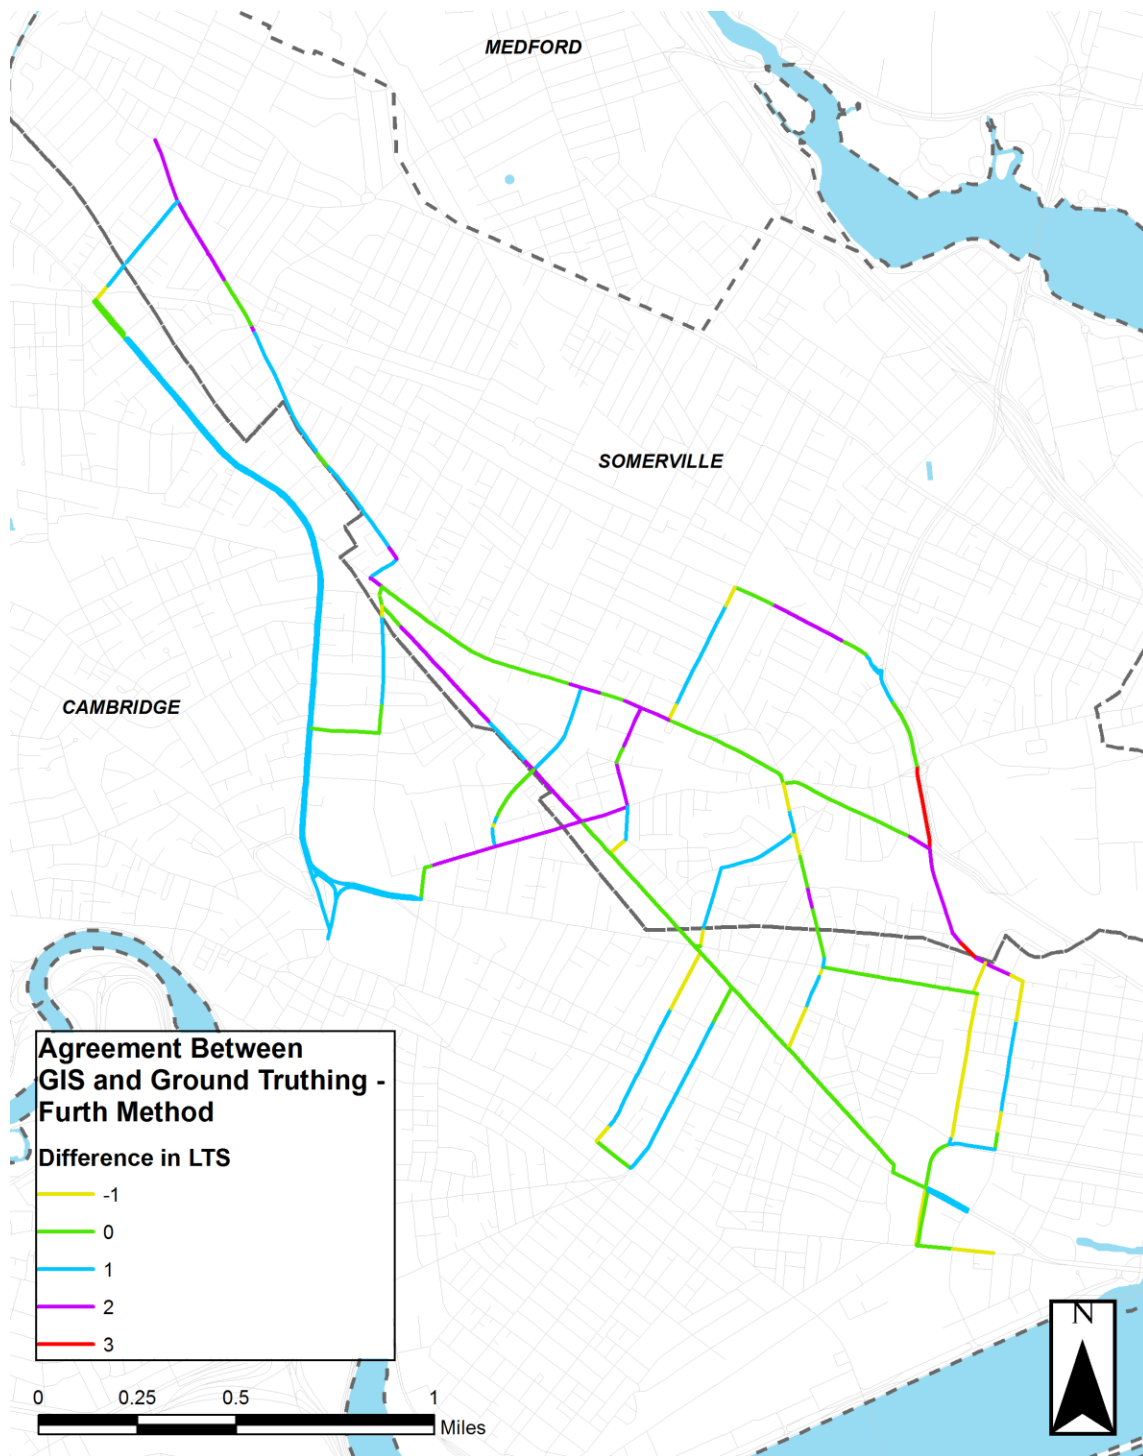 MEDFORD
SOMERVILLE
CAMBRIDGE
Agreement Between
GIS and Ground Truthing -
Furth Method
Difference in LTS
-1
0
1
2
3
N
0 0.25 0.5 1
Miles